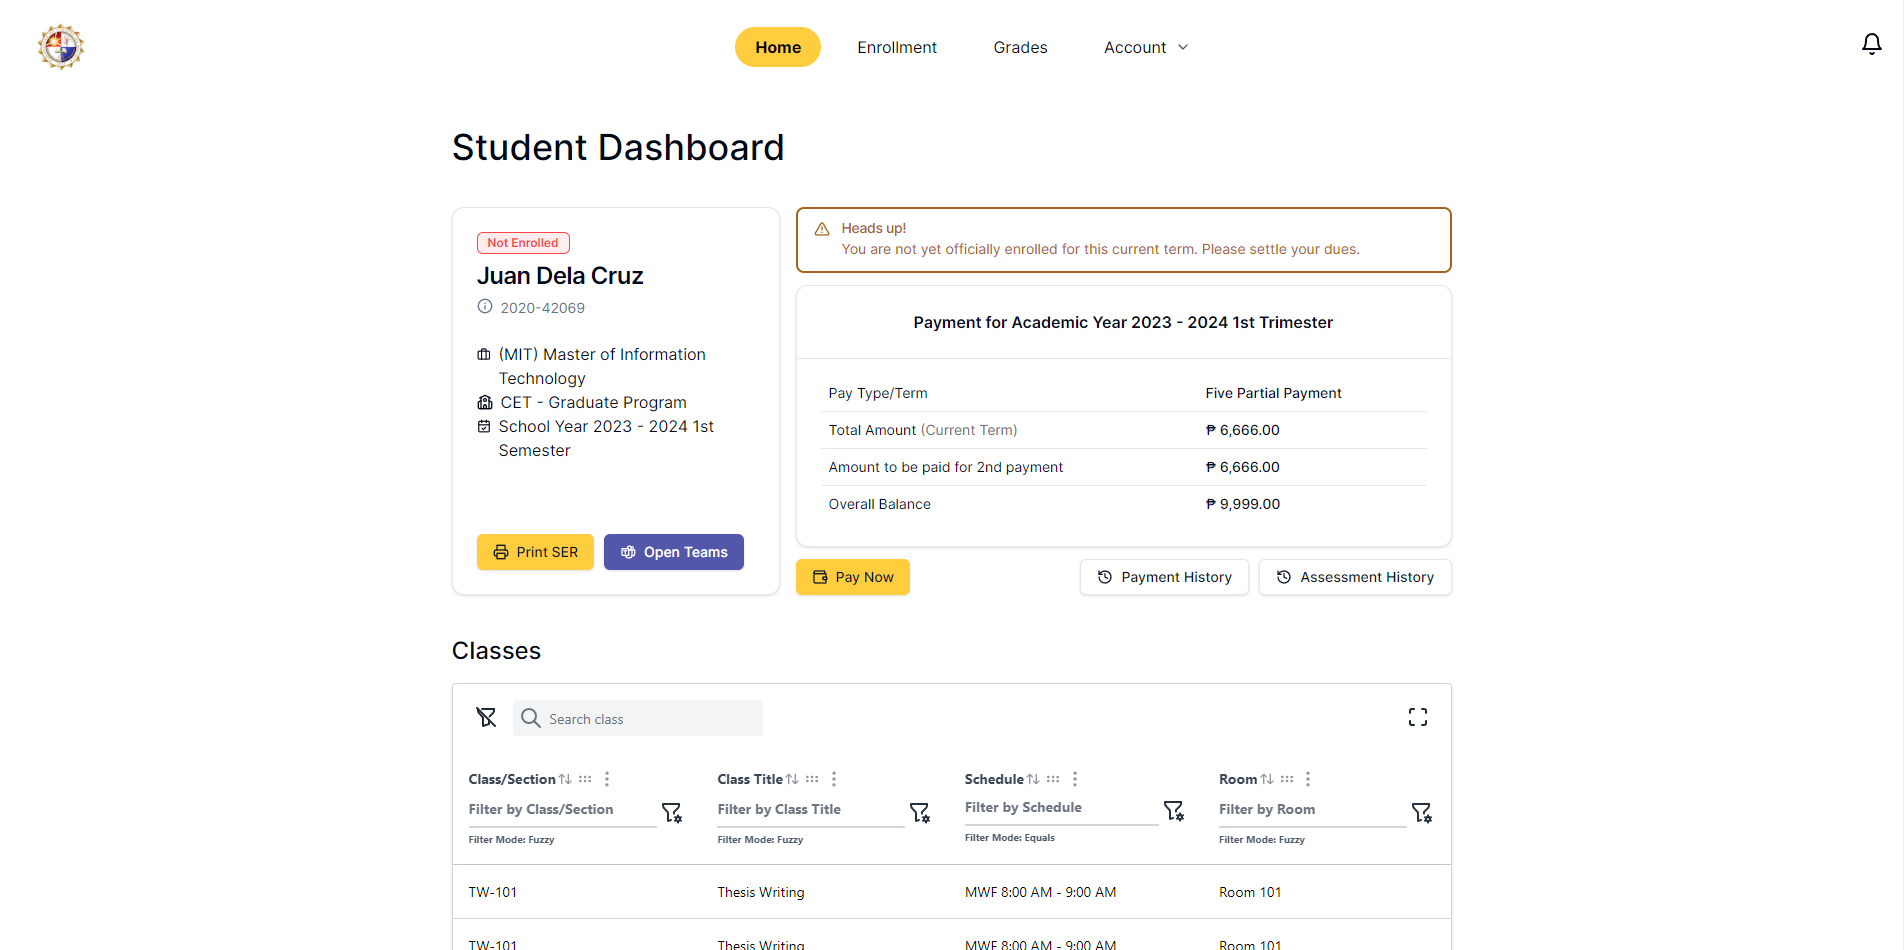 Home
Enrollment
Grades
Account
Student Dashboard
Not Enrolled
Juan Dela Cruz
2020-42069
(MIT) Master of Information
Technology
CET - Graduate Program
School Year 2023 - 2024 1st
Semester
Print SER
Open Teams
Heads up!
You are not yet officially enrolled for this current term. Please settle your dues.
Payment for Academic Year 2023 - 2024 1st Trimester
Pay Type/Term Five Partial Payment
Total Amount (Current Term) ₱ 6,666.00
Amount to be paid for 2nd payment ₱ 6,666.00
Overall Balance ₱ 9,999.00
Pay Now
Payment History
Assessment History
Classes
Search class
Class/Section Class Title Schedule Room
Filter by Class/Section Filter by Class Title Filter by Schedule Filter by Room
Filter Mode: Fuzzy Filter Mode: Fuzzy Filter Mode: Equals Filter Mode: Fuzzy
TW-101 Thesis Writing MWF 8:00 AM - 9:00 AM Room 101
TW-101 Thesis Writing MWF 8:00 AM - 9:00 AM Room 101